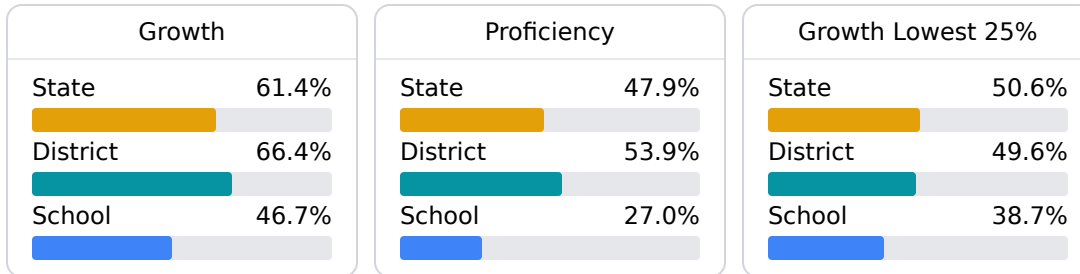 Growth
State 61.4%
District 66.4%
School 46.7%
Proficiency
State 47.9%
District 53.9%
School 27.0%
Growth Lowest 25%
State 50.6%
District 49.6%
School 38.7%